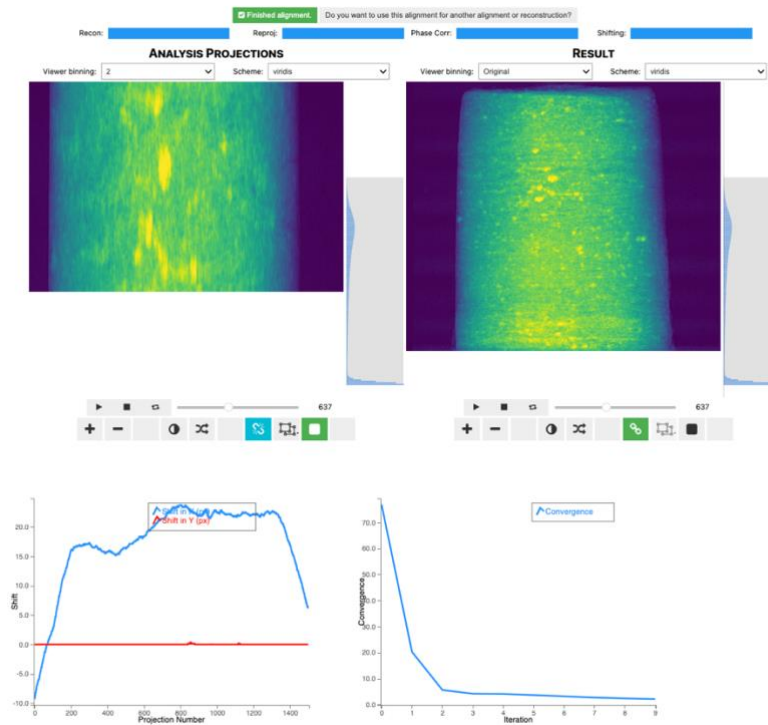 Finished alignment. Do you want to use this alignment for another alignment or reconstruction?
Recon: Reproj: Phase Corr: Shifting:
ANALYSIS PROJECTIONS
Viewer binning: 2 Scheme: viridis
RESULT
Viewer binning: Original Scheme: viridis
637
637
Shift in Y (px)
20.0
15.0
10.0
5.0
0.0
-5.0
-10.0
Shift
0 200 400 600 800 1000 1200 1400
Projection Number
Convergence
70.0
60.0
50.0
40.0
30.0
20.0
10.0
0.0
Convergence
0 1 2 3 4 5 6 7 8 9
Iteration